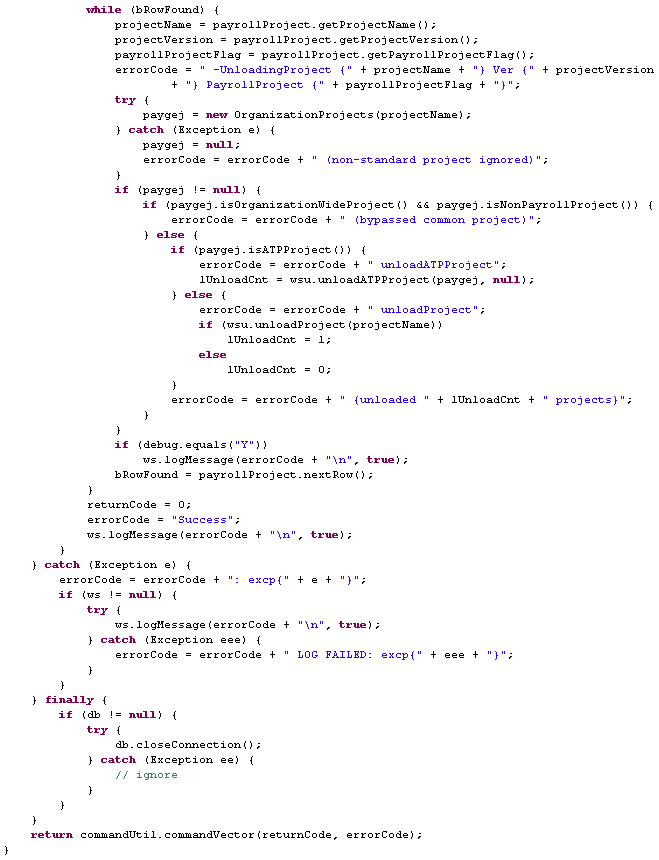 while (bRowFound) {
projectName = payrollProject.getProjectName();
projectVersion = payrollProject.getProjectVersion();
payrollProjectFlag = payrollProject.getPayrollProjectFlag();
errorCode = " -UnloadingProject {" + projectName + "} Ver {" + projectVersion
+ "} PayrollProject {" + payrollProjectFlag + "}";
try {
paygej = new OrganizationProjects(projectName);
} catch (Exception e) {
paygej = null;
errorCode = errorCode + " (non-standard project ignored)";
}
if (paygej != null) {
if (paygej.isOrganizationWideProject() && paygej.isNonPayrollProject()) {
errorCode = errorCode + " (bypassed common project)";
} else {
if (paygej.isATPProject()) {
errorCode = errorCode + " unloadATPProject";
lUnloadCnt = wsu.unloadATPProject(paygej, null);
} else {
errorCode = errorCode + " unloadProject";
if (wsu.unloadProject(projectName))
lUnloadCnt = 1;
else
lUnloadCnt = 0;
}
errorCode = errorCode + " {unloaded " + lUnloadCnt + " projects}";
}
}
if (debug.equals("Y"))
ws.logMessage(errorCode + "\n", true);
bRowFound = payrollProject.nextRow();
}
returnCode = 0;
errorCode = "Success";
ws.logMessage(errorCode + "\n", true);
}
} catch (Exception e) {
errorCode = errorCode + ": excp{" + e + "}";
if (ws != null) {
try {
ws.logMessage(errorCode + "\n", true);
} catch (Exception eee) {
errorCode = errorCode + " LOG FAILED: excp{" + eee + "}";
}
}
} finally {
if (db != null) {
try {
db.closeConnection();
} catch (Exception ee) {
// ignore
}
}
}
return commandUtil.commandVector(returnCode, errorCode);
}